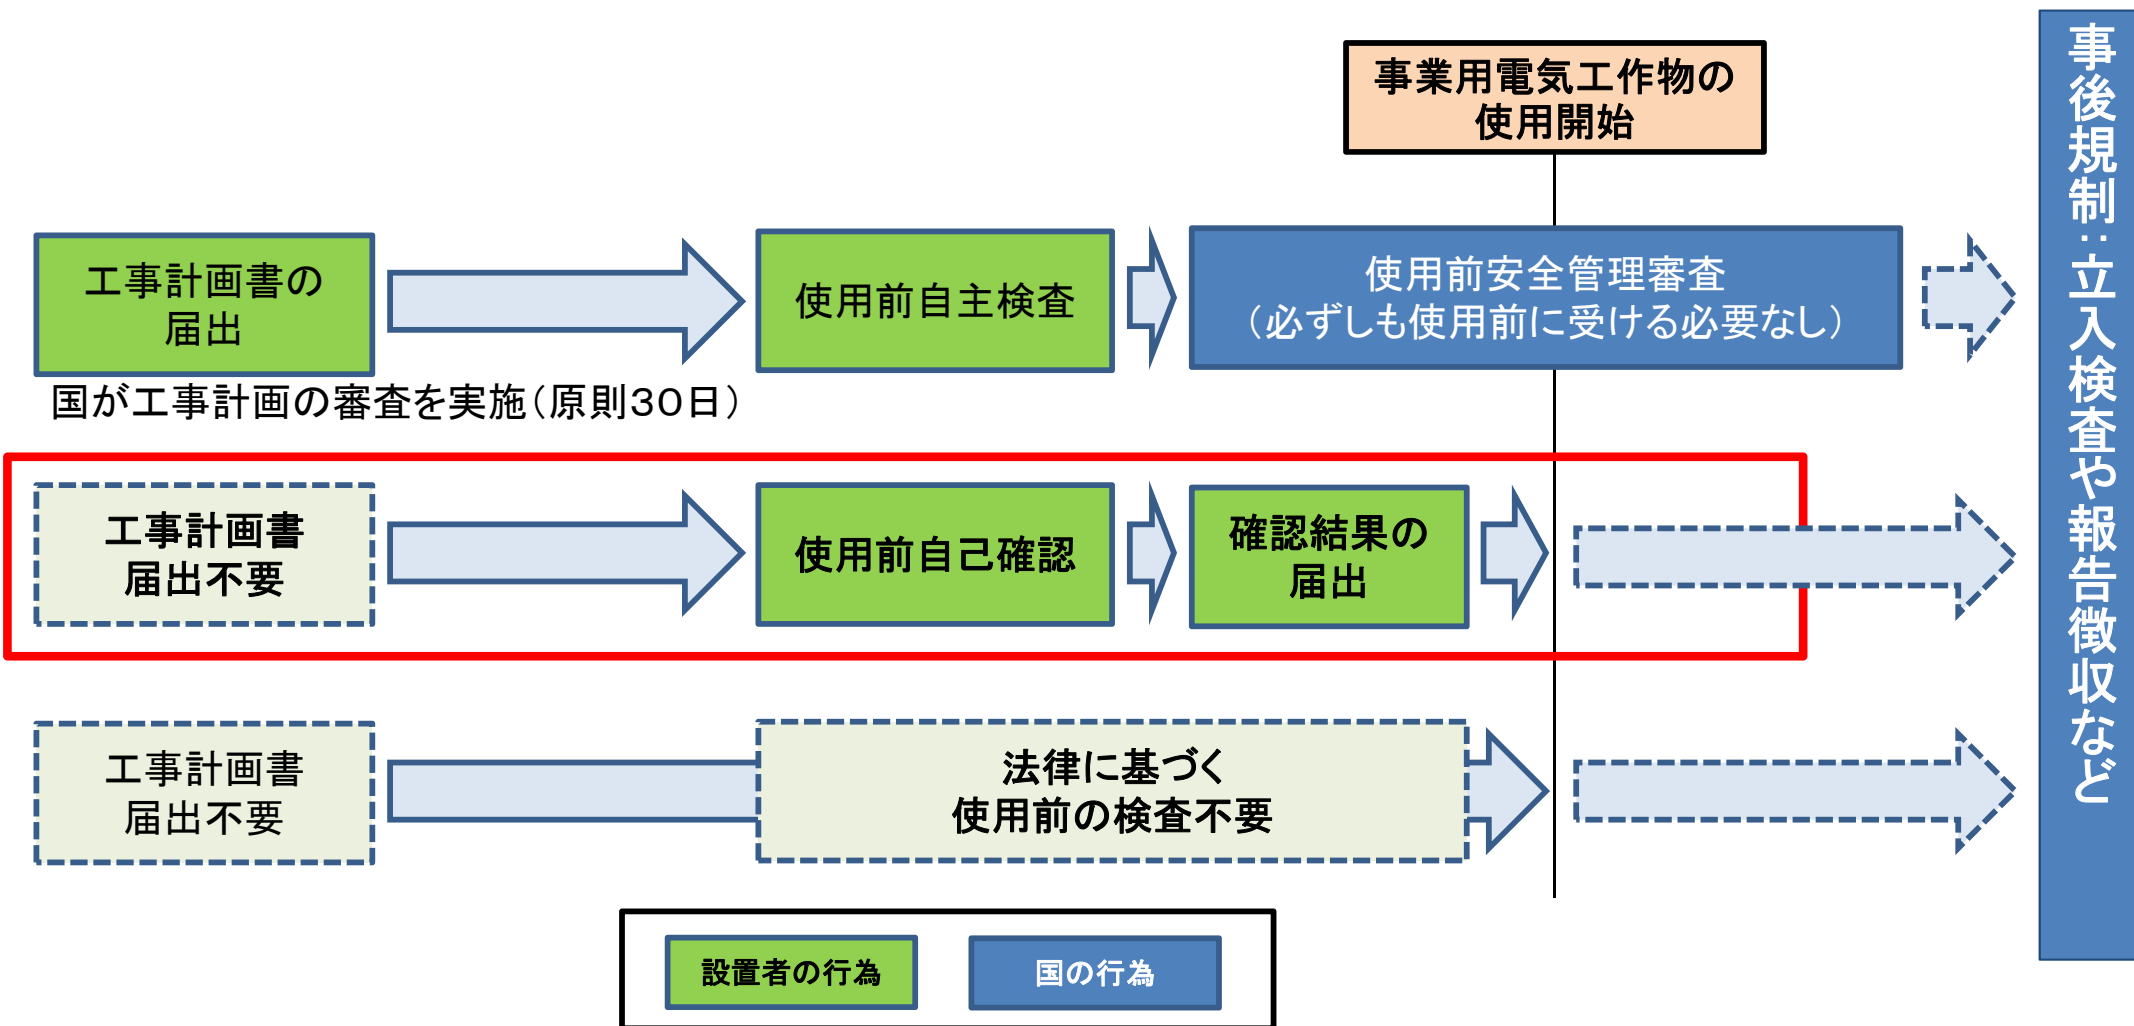 事業用電気工作物の
使用開始
工事計画書の
届出
使用前自主検査
使用前安全管理審査
（必ずしも使用前に受ける必要なし）
国が工事計画の審査を実施（原則３０日）
工事計画書
届出不要
使用前自己確認
確認結果の
届出
工事計画書
届出不要
法律に基づく
使用前の検査不要
事後規制：立入検査や報告徴収など
設置者の行為
国の行為